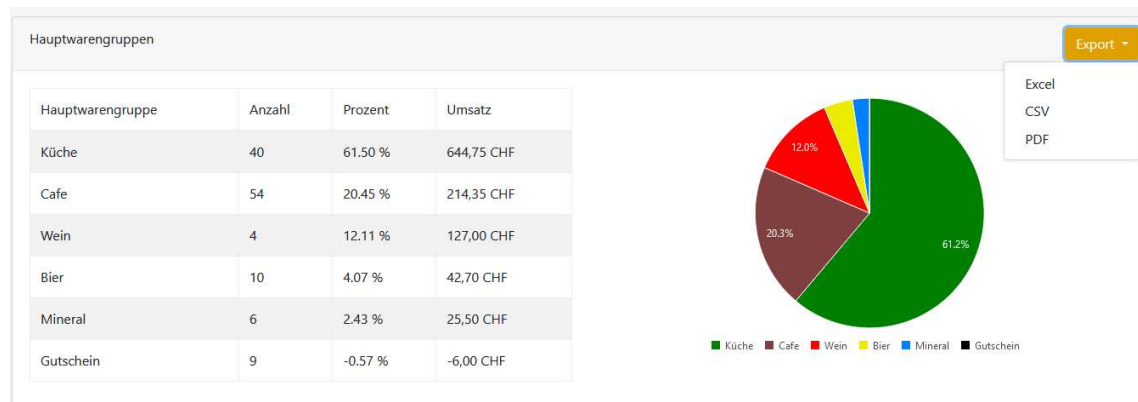 Hauptwarengruppen
Export
Excel
CSV
PDF
Hauptwarengruppe Anzahl Prozent Umsatz
Küche 40 61.50 % 644,75 CHF
Cafe 54 20.45 % 214,35 CHF
Wein 4 12.11 % 127,00 CHF
Bier 10 4.07 % 42,70 CHF
Mineral 6 2.43 % 25,50 CHF
Gutschein 9 -0.57 % -6,00 CHF
12.0%
20.3%
61.2%
Küche Cafe Wein Bier Mineral Gutschein